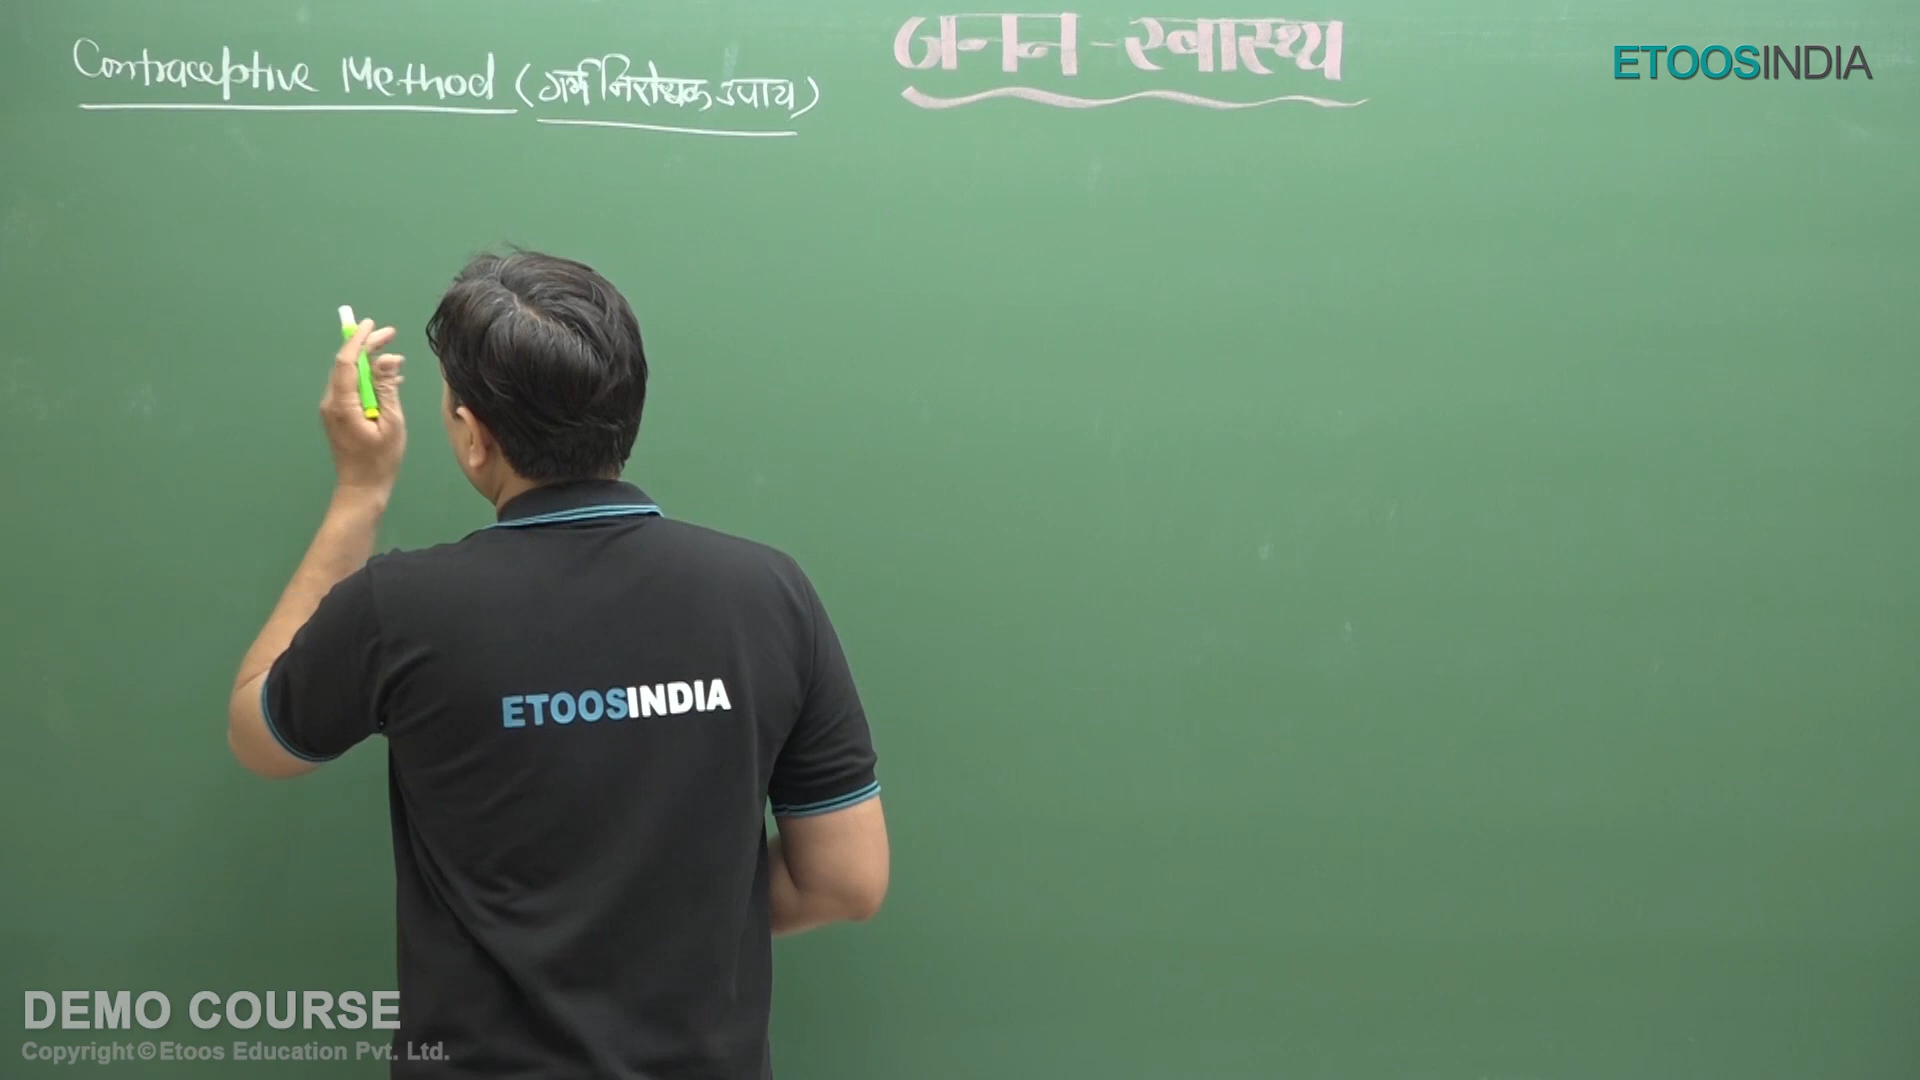 Contraceptive Method (गर्भ निरोधक उपाय)
जनन-स्वास्थ्य
ETOOSINDIA
ETOOSINDIA
DEMO COURSE
Copyright © Etoos Education Pvt. Ltd.